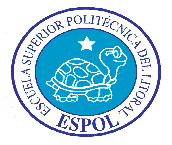 ESCUELA SUPERIOR POLITÉCNICA DEL LITORAL
ESPOL